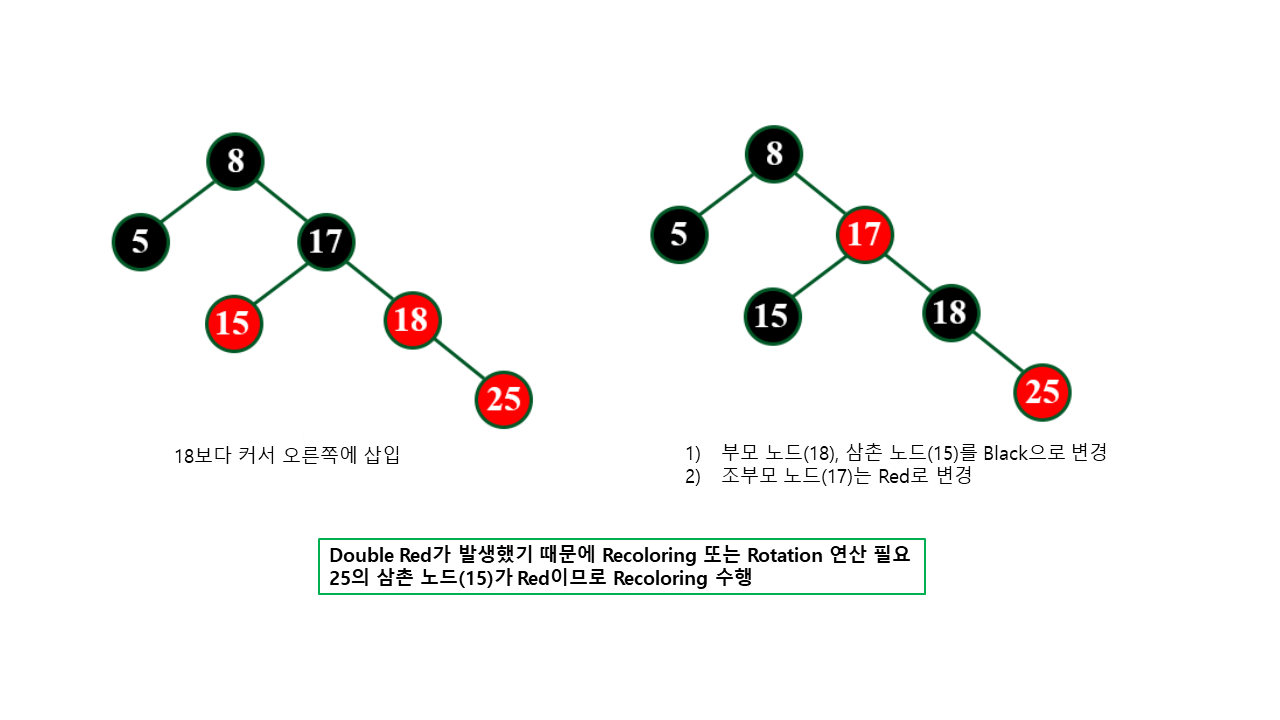 8
5
17
15
18
25
18보다 커서 오른쪽에 삽입
8
5
17
15
18
25
1) 부모 노드(18), 삼촌 노드(15)를 Black으로 변경
2) 조부모 노드(17)는 Red로 변경
Double Red가 발생했기 때문에 Recoloring 또는 Rotation 연산 필요
25의 삼촌 노드(15)가 Red이므로 Recoloring 수행